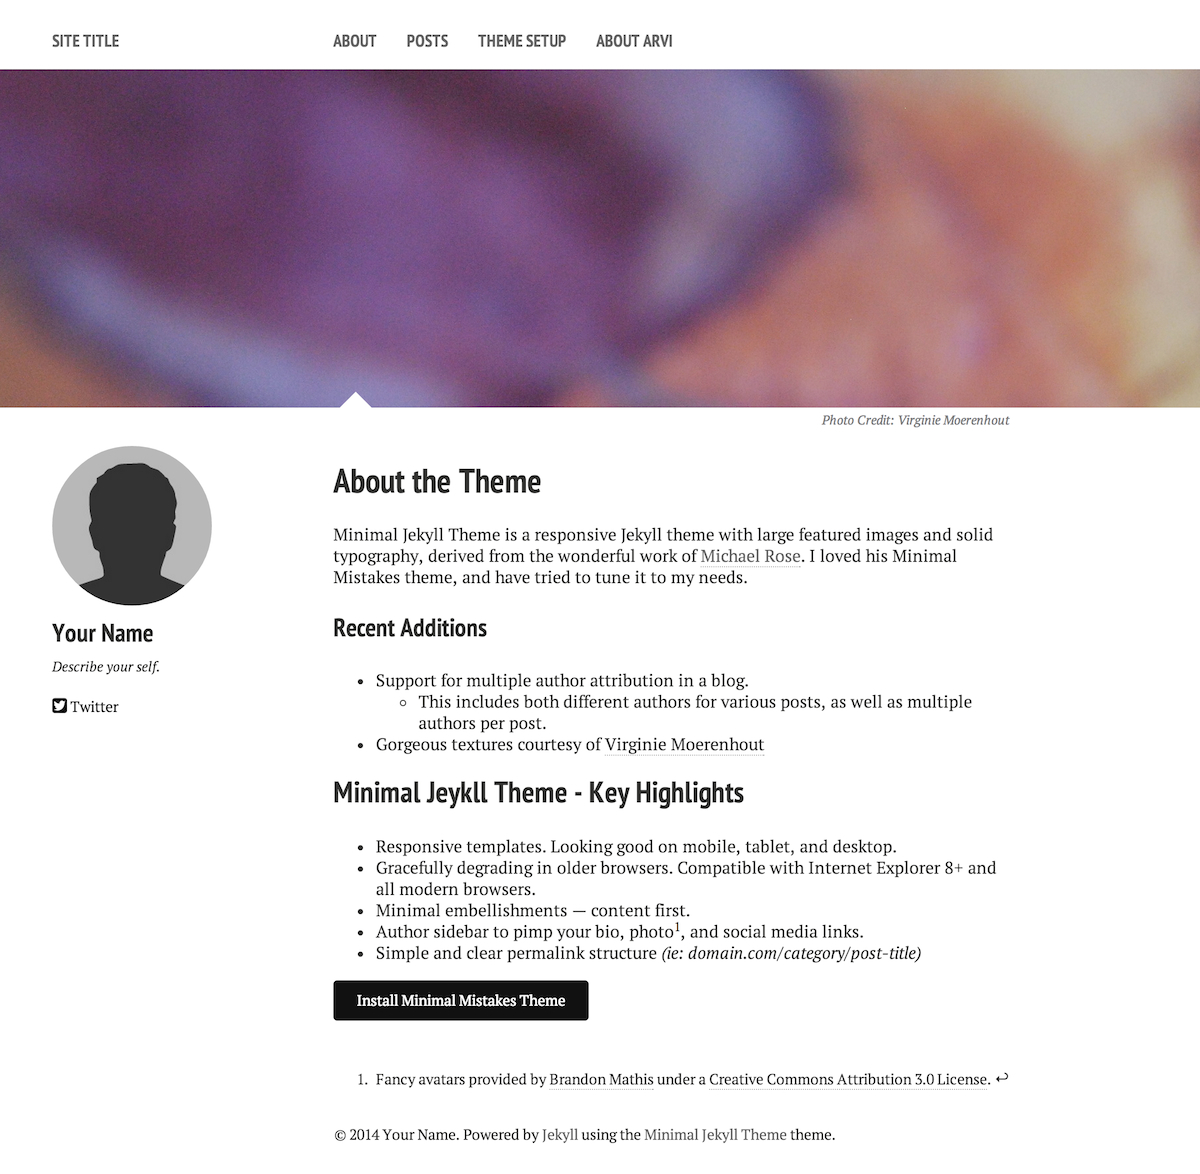 SITE TITLE ABOUT POSTS THEME SETUP ABOUT ARVI
Photo Credit: Virginie Moerenhout
Your Name
Describe your self.
Twitter
About the Theme
Minimal Jekyll Theme is a responsive Jekyll theme with large featured images and solid
typography, derived from the wonderful work of Michael Rose. I loved his Minimal
Mistakes theme, and have tried to tune it to my needs.
Recent Additions
• Support for multiple author attribution in a blog.
◦ This includes both different authors for various posts, as well as multiple
authors per post.
• Gorgeous textures courtesy of Virginie Moerenhout
Minimal Jeykll Theme - Key Highlights
• Responsive templates. Looking good on mobile, tablet, and desktop.
• Gracefully degrading in older browsers. Compatible with Internet Explorer 8+ and
all modern browsers.
• Minimal embellishments — content first.
• Author sidebar to pimp your bio, photo¹, and social media links.
• Simple and clear permalink structure (ie: domain.com/category/post-title)
Install Minimal Mistakes Theme
1. Fancy avatars provided by Brandon Mathis under a Creative Commons Attribution 3.0 License. ↩
© 2014 Your Name. Powered by Jekyll using the Minimal Jekyll Theme theme.